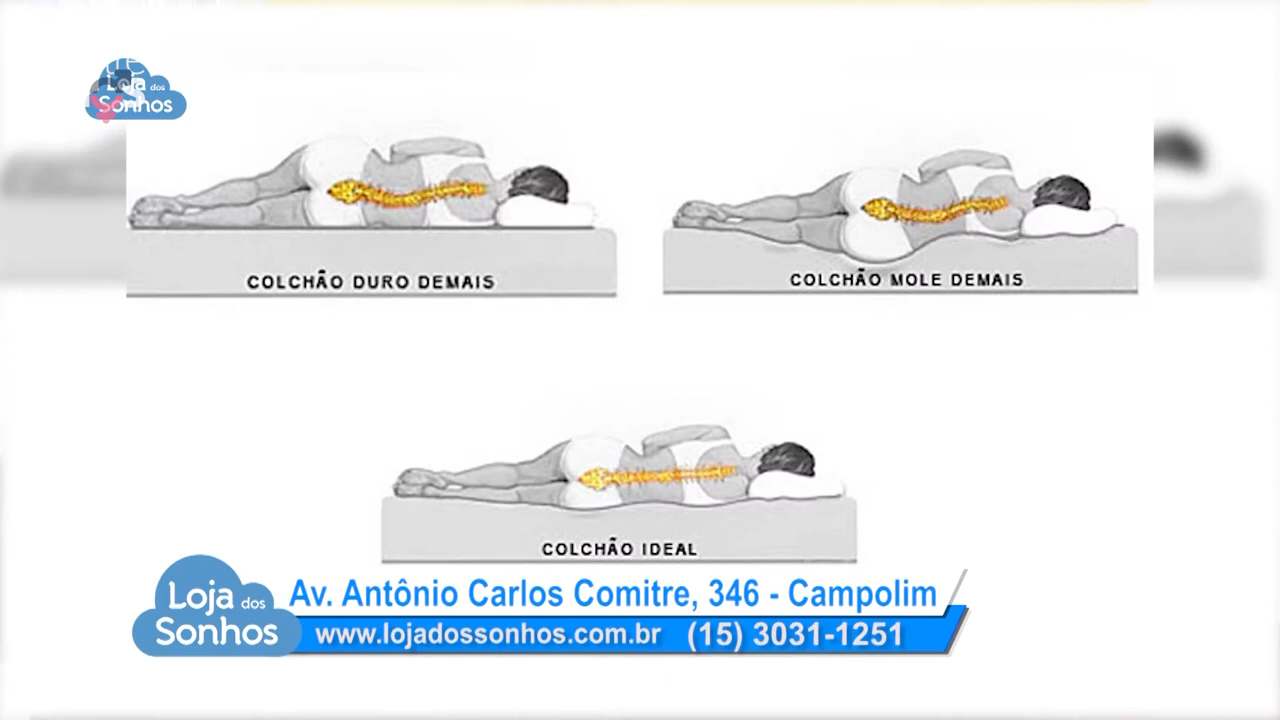 Loja dos
Sonhos
COLCHÃO DURO DEMAIS
COLCHÃO MOLE DEMAIS
COLCHÃO IDEAL
Loja dos
Sonhos
Av. Antônio Carlos Comitre, 346 - Campolim
www.lojadossonhos.com.br (15) 3031-1251